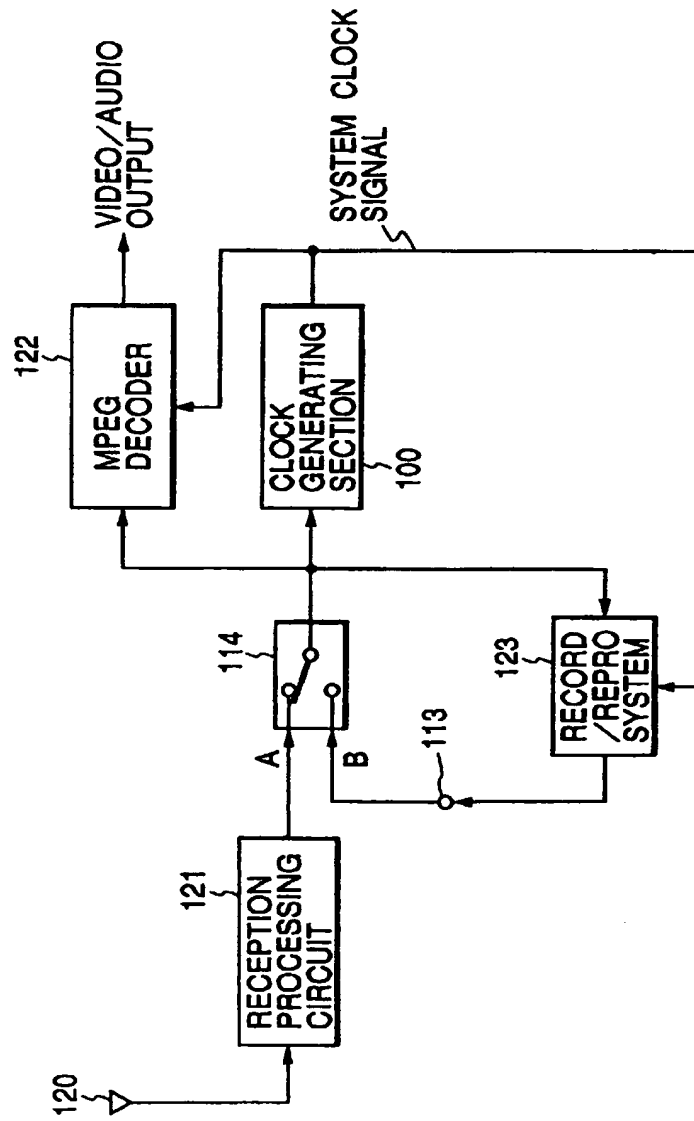 120
121
RECEPTION
PROCESSING
CIRCUIT
A
B
113
114
123
RECORD
/REPRO
SYSTEM
122
MPEG
DECODER
VIDEO/AUDIO
OUTPUT
CLOCK
GENERATING
SECTION
100
SYSTEM CLOCK
SIGNAL